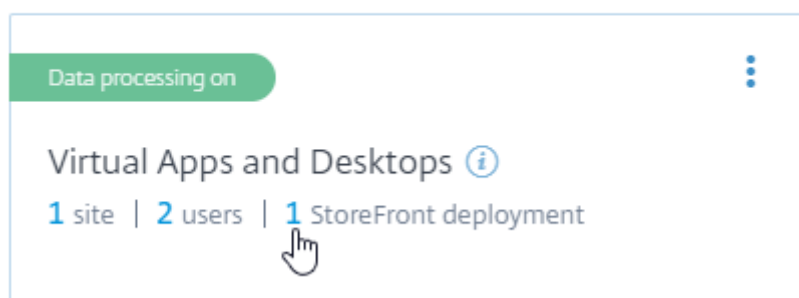 Data processing on
Virtual Apps and Desktops i
1 site | 2 users | 1 StoreFront deployment